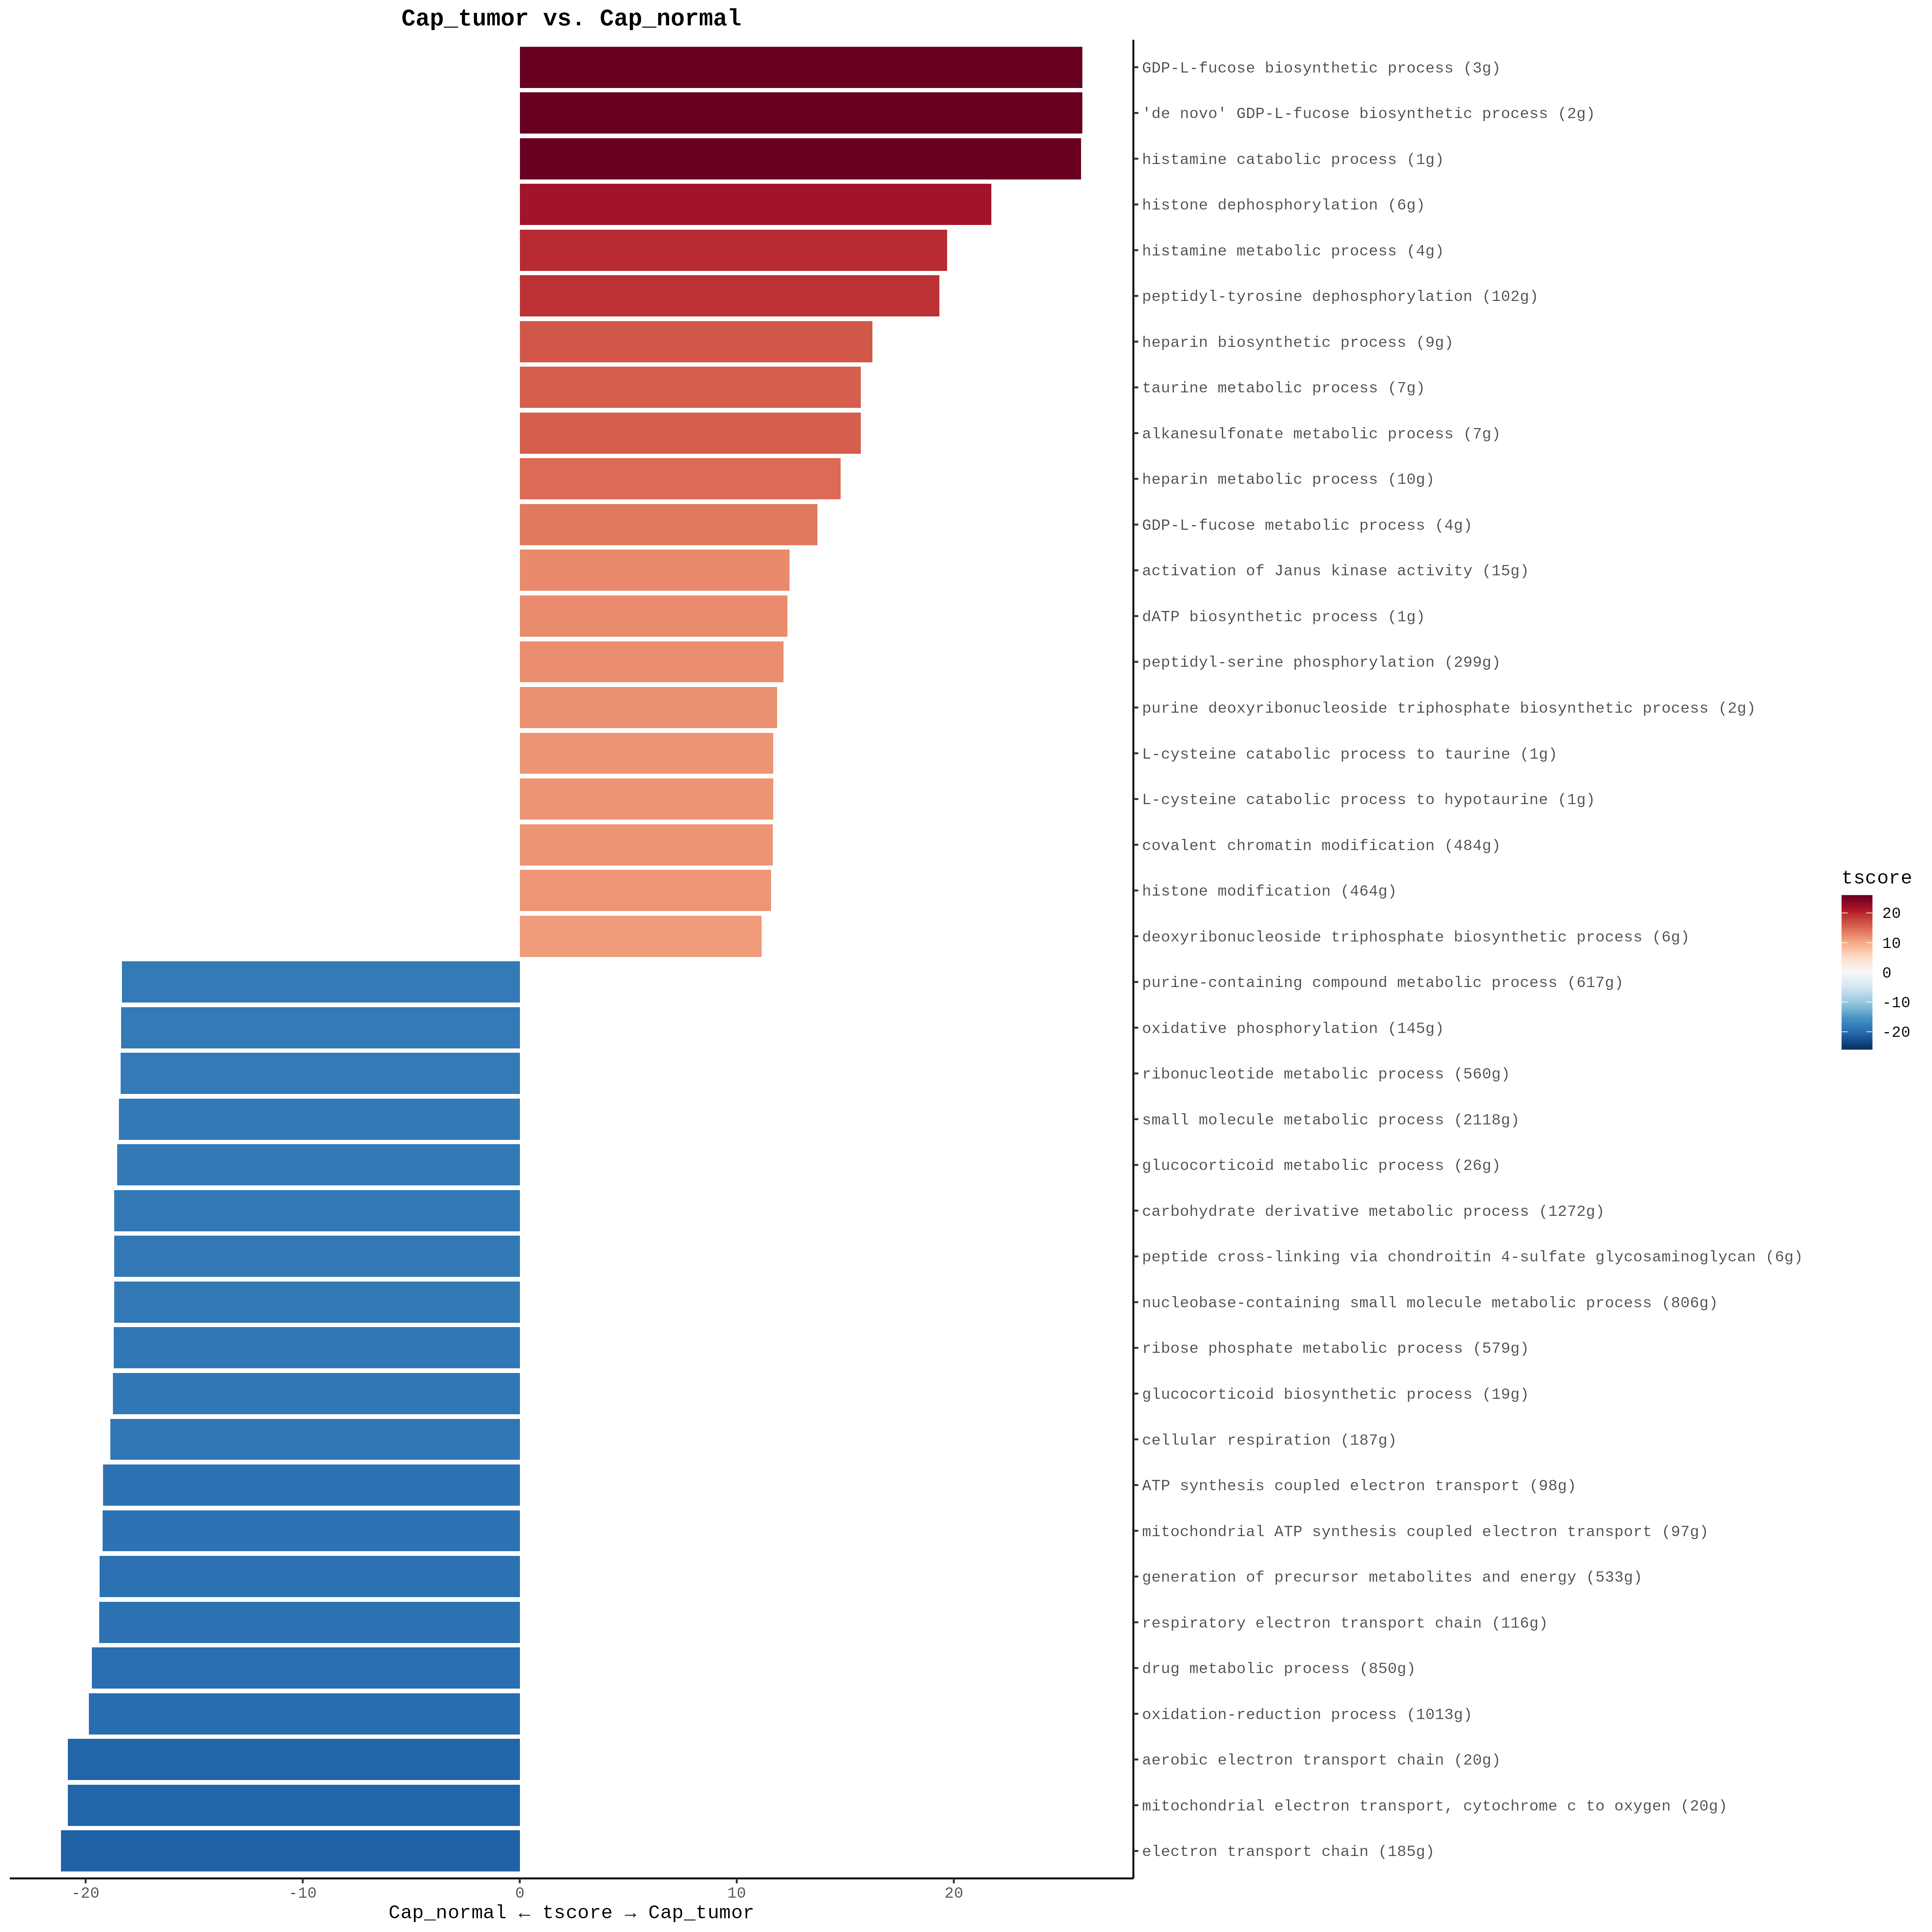 Cap_tumor vs. Cap_normal
GDP-L-fucose biosynthetic process (3g)
'de novo' GDP-L-fucose biosynthetic process (2g)
histamine catabolic process (1g)
histone dephosphorylation (6g)
histamine metabolic process (4g)
peptidyl-tyrosine dephosphorylation (102g)
heparin biosynthetic process (9g)
taurine metabolic process (7g)
alkanesulfonate metabolic process (7g)
heparin metabolic process (10g)
GDP-L-fucose metabolic process (4g)
activation of Janus kinase activity (15g)
dATP biosynthetic process (1g)
peptidyl-serine phosphorylation (299g)
purine deoxyribonucleoside triphosphate biosynthetic process (2g)
L-cysteine catabolic process to taurine (1g)
L-cysteine catabolic process to hypotaurine (1g)
covalent chromatin modification (484g)
histone modification (464g)
deoxyribonucleoside triphosphate biosynthetic process (6g)
purine-containing compound metabolic process (617g)
oxidative phosphorylation (145g)
ribonucleotide metabolic process (560g)
small molecule metabolic process (2118g)
glucocorticoid metabolic process (26g)
carbohydrate derivative metabolic process (1272g)
peptide cross-linking via chondroitin 4-sulfate glycosaminoglycan (6g)
nucleobase-containing small molecule metabolic process (806g)
ribose phosphate metabolic process (579g)
glucocorticoid biosynthetic process (19g)
cellular respiration (187g)
ATP synthesis coupled electron transport (98g)
mitochondrial ATP synthesis coupled electron transport (97g)
generation of precursor metabolites and energy (533g)
respiratory electron transport chain (116g)
drug metabolic process (850g)
oxidation-reduction process (1013g)
aerobic electron transport chain (20g)
mitochondrial electron transport, cytochrome c to oxygen (20g)
electron transport chain (185g)
-20 -10 0 10 20
Cap_normal ← tscore → Cap_tumor
tscore
20
10
0
-10
-20